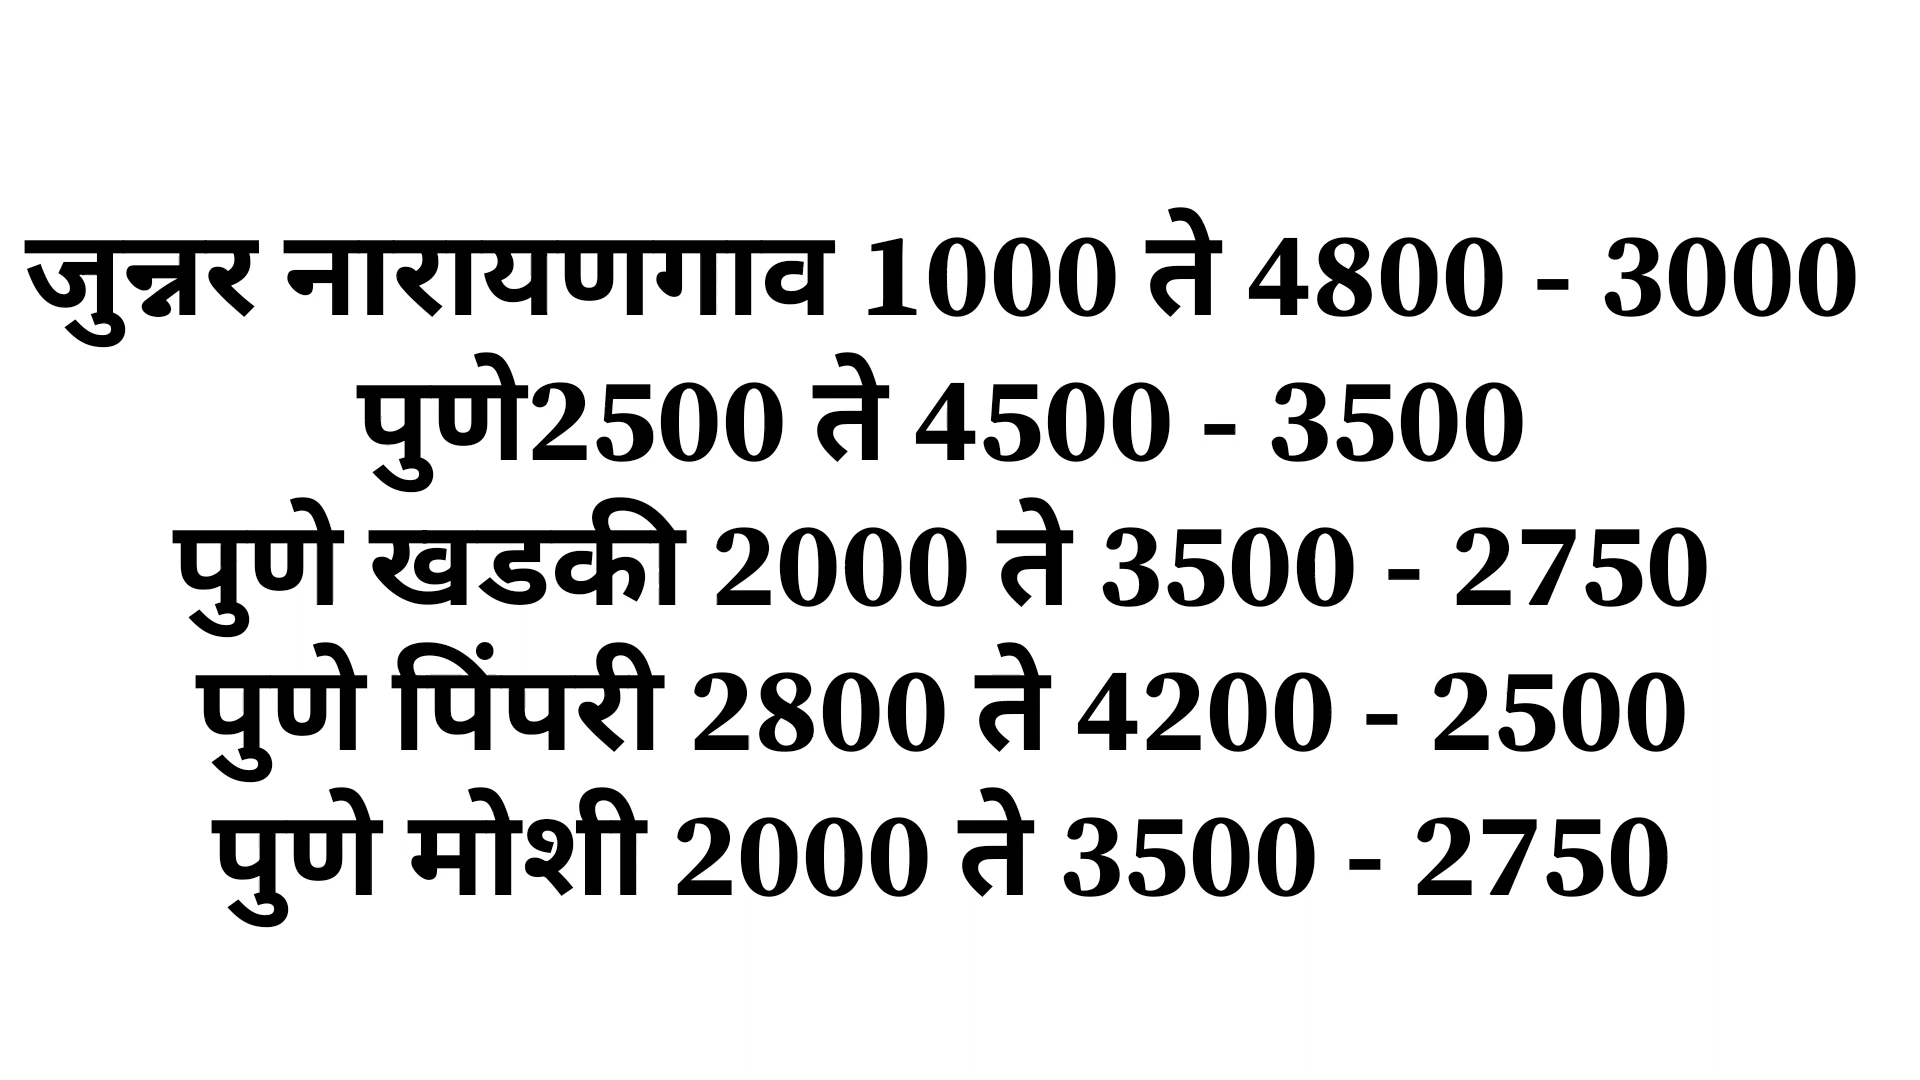 जुन्नर नारायणगाव 1000 ते 4800 - 3000
पुणे2500 ते 4500 - 3500
पुणे खडकी 2000 ते 3500 - 2750
पुणे पिंपरी 2800 ते 4200 - 2500
पुणे मोशी 2000 ते 3500 - 2750